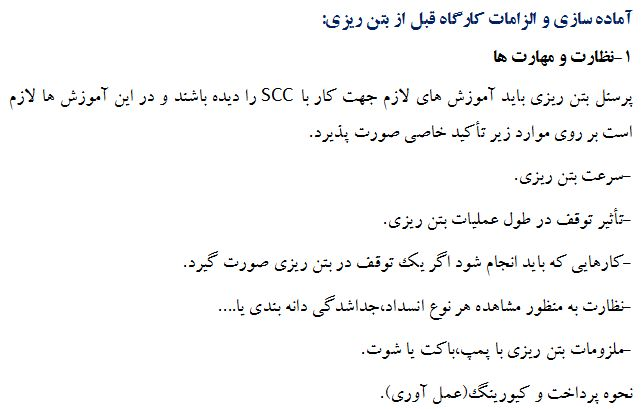 آماده سازی و الزامات کارگاه قبل از بتن ریزی:
۱-نظارت و مهارت ها
پرسنل بتن ریزی باید آموزش های لازم جهت کار با SCC را دیده باشند و در این آموزش ها لازم
است بر روی موارد زیر تأکید خاصی صورت پذیرد.
-سرعت بتن ریزی.
-تأثیر توقف در طول عملیات بتن ریزی.
-کارهایی که باید انجام شود اگر یک توقف در بتن ریزی صورت گیرد.
-نظارت به منظور مشاهده هر نوع انسداد،جداشدگی دانه بندی یا....
-ملزومات بتن ریزی با پمپ،باکت یا شوت.
نحوه پرداخت و کیورینگ(عمل آوری).